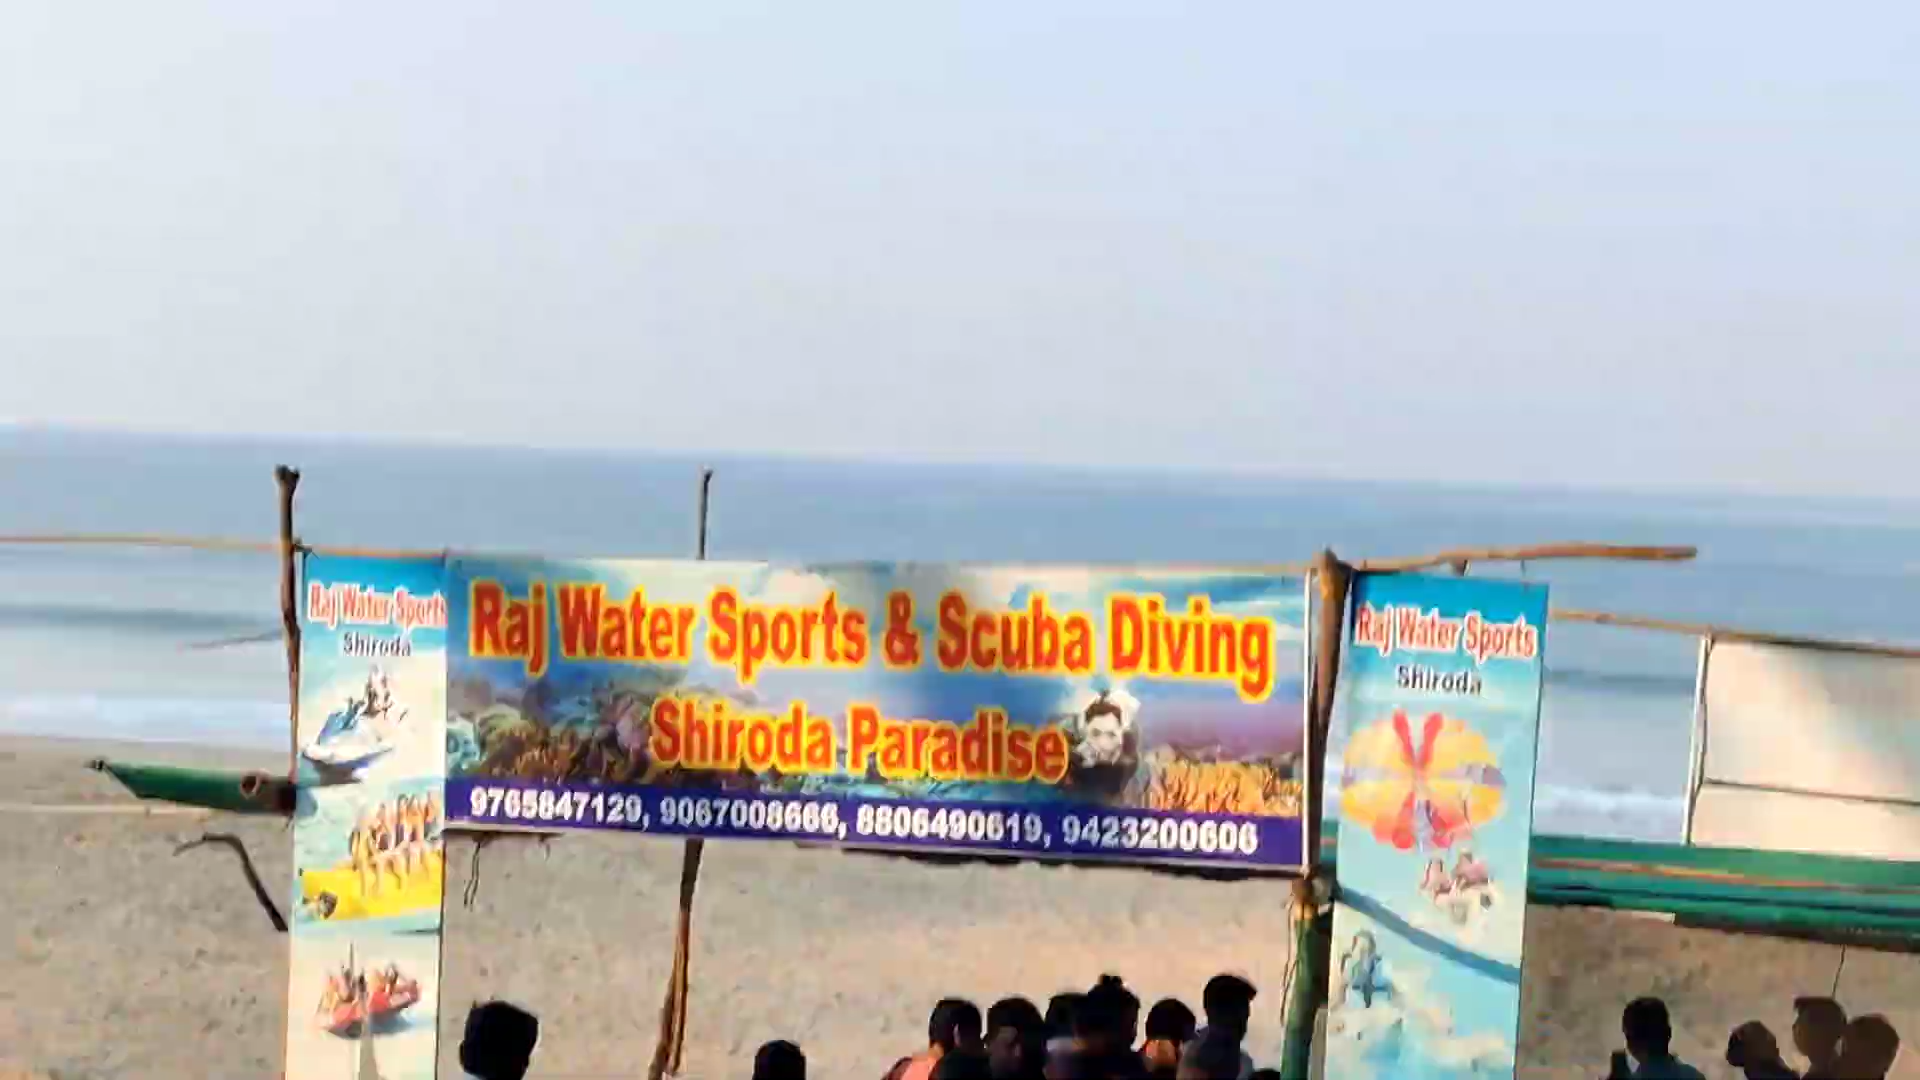 Raj Water Sports
Shiroda
Raj Water Sports & Scuba Diving
Shiroda Paradise
9765847129, 9067008666, 8806490619, 9423200606
Raj Water Sports
Shiroda